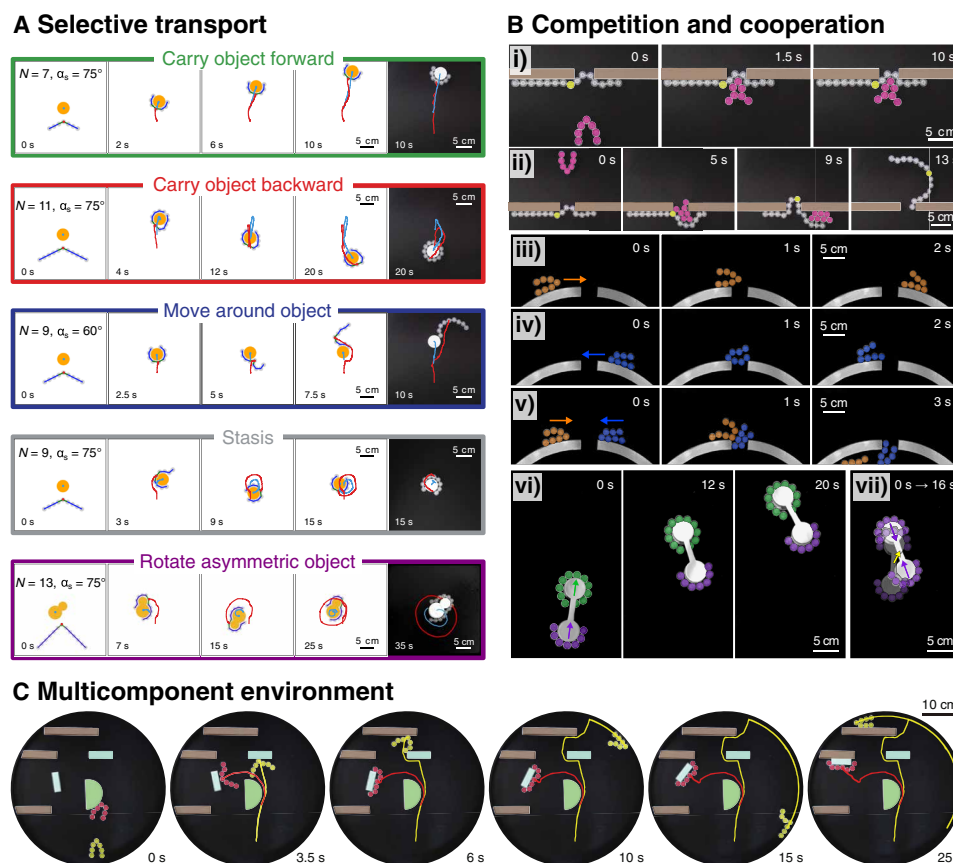 A Selective transport
Carry object forward
N = 7, αs = 75°
0 s
2 s
6 s
10 s
5 cm
10 s
5 cm
Carry object backward
N = 11, αs = 75°
0 s
4 s
12 s
5 cm
20 s
5 cm
20 s
Move around object
N = 9, αs = 60°
0 s
2.5 s
5 s
5 cm
7.5 s
5 cm
10 s
Stasis
N = 9, αs = 75°
0 s
3 s
9 s
5 cm
15 s
5 cm
15 s
Rotate asymmetric object
N = 13, αs = 75°
0 s
7 s
15 s
5 cm
25 s
5 cm
35 s
B Competition and cooperation
i)
0 s
1.5 s
10 s
5 cm
ii)
0 s
5 s
9 s
13 s
5 cm
iii)
0 s
1 s
5 cm
2 s
iv)
0 s
1 s
5 cm
2 s
v)
0 s
1 s
5 cm
3 s
vi)
0 s
12 s
20 s
5 cm
vii)
0 s → 16 s
5 cm
C Multicomponent environment
10 cm
0 s
3.5 s
6 s
10 s
15 s
25